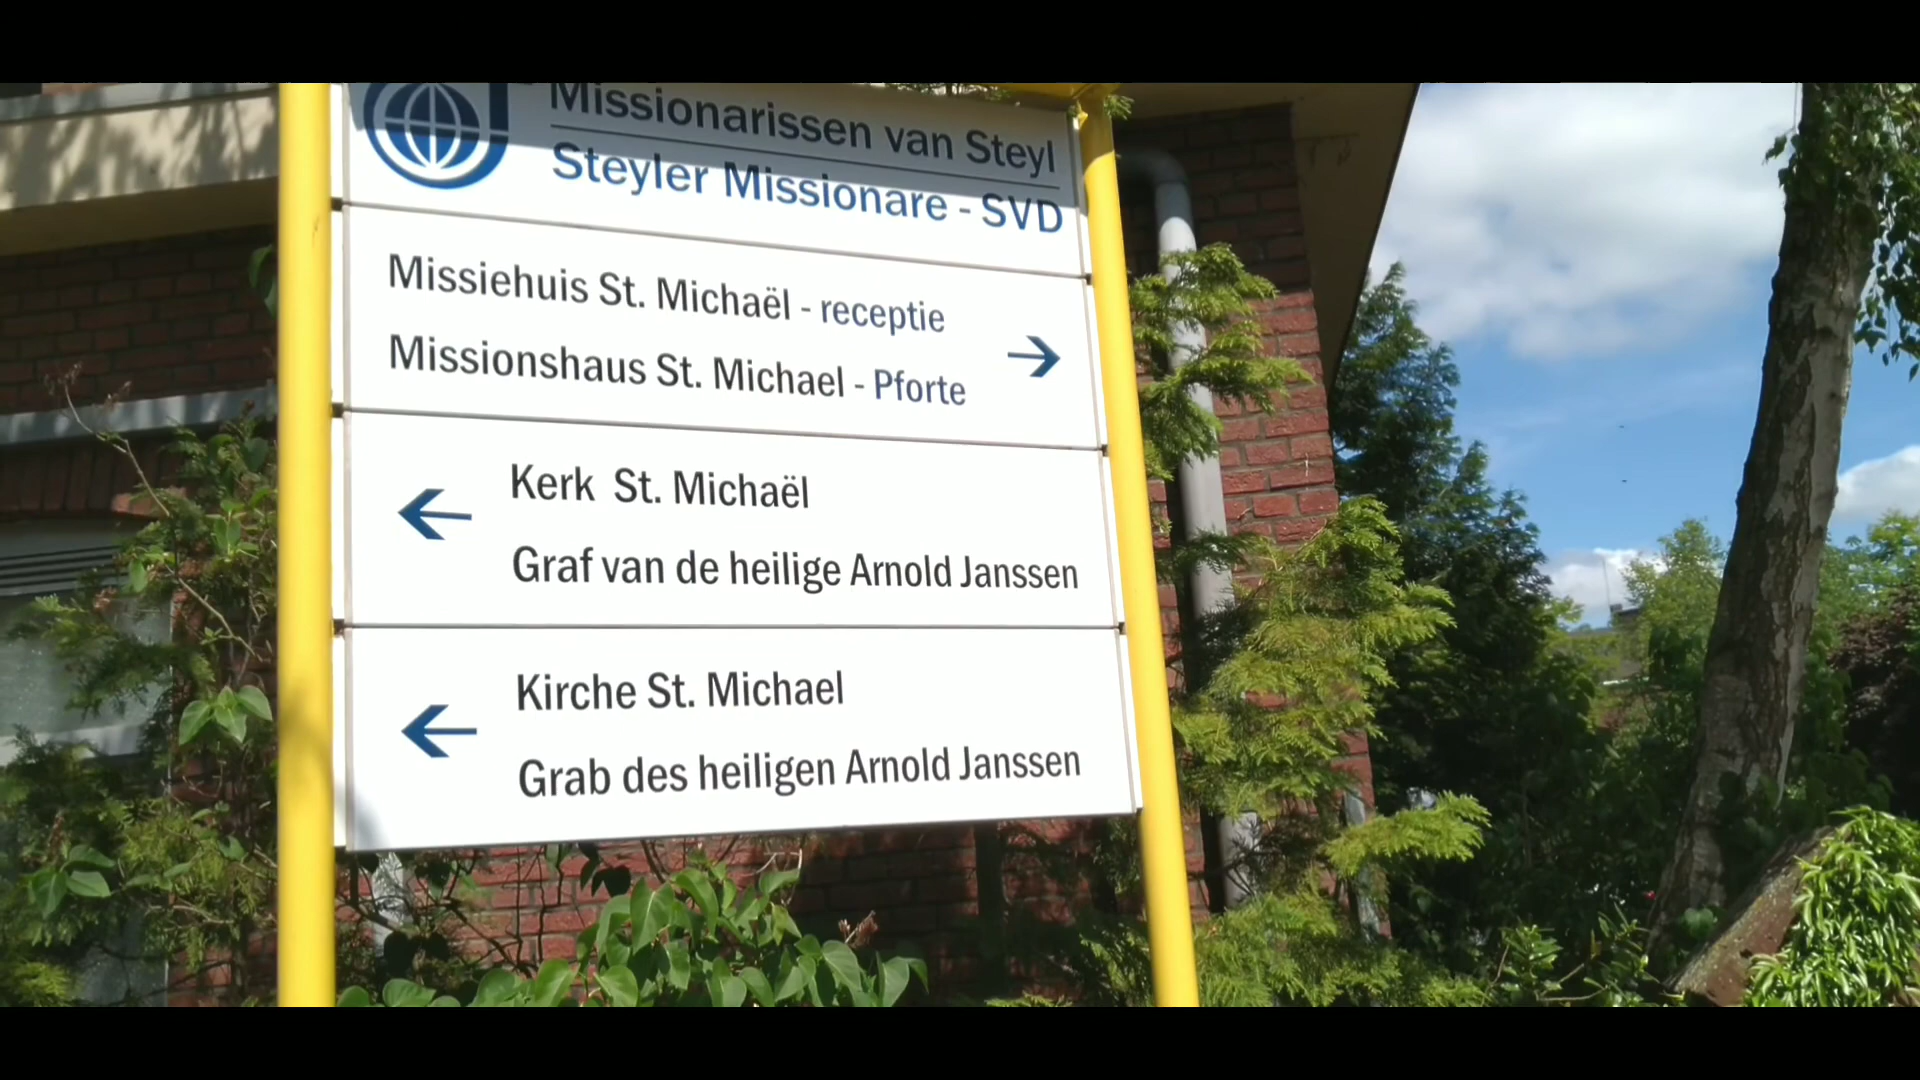 Missionarissen van Steyl
Steyler Missionare - SVD
Missiehuis St. Michaël - receptie
Missionshaus St. Michael - Pforte
Kerk St. Michaël
Graf van de heilige Arnold Janssen
Kirche St. Michael
Grab des heiligen Arnold Janssen